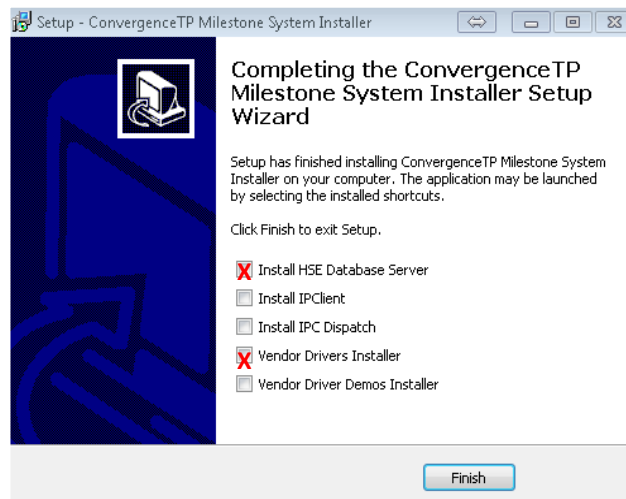 Setup - ConvergenceTP Milestone System Installer
Completing the ConvergenceTP
Milestone System Installer Setup
Wizard
Setup has finished installing ConvergenceTP Milestone System
Installer on your computer. The application may be launched
by selecting the installed shortcuts.
Click Finish to exit Setup.
X Install HSE Database Server
Install IPClient
Install IPC Dispatch
X Vendor Drivers Installer
Vendor Driver Demos Installer
Finish